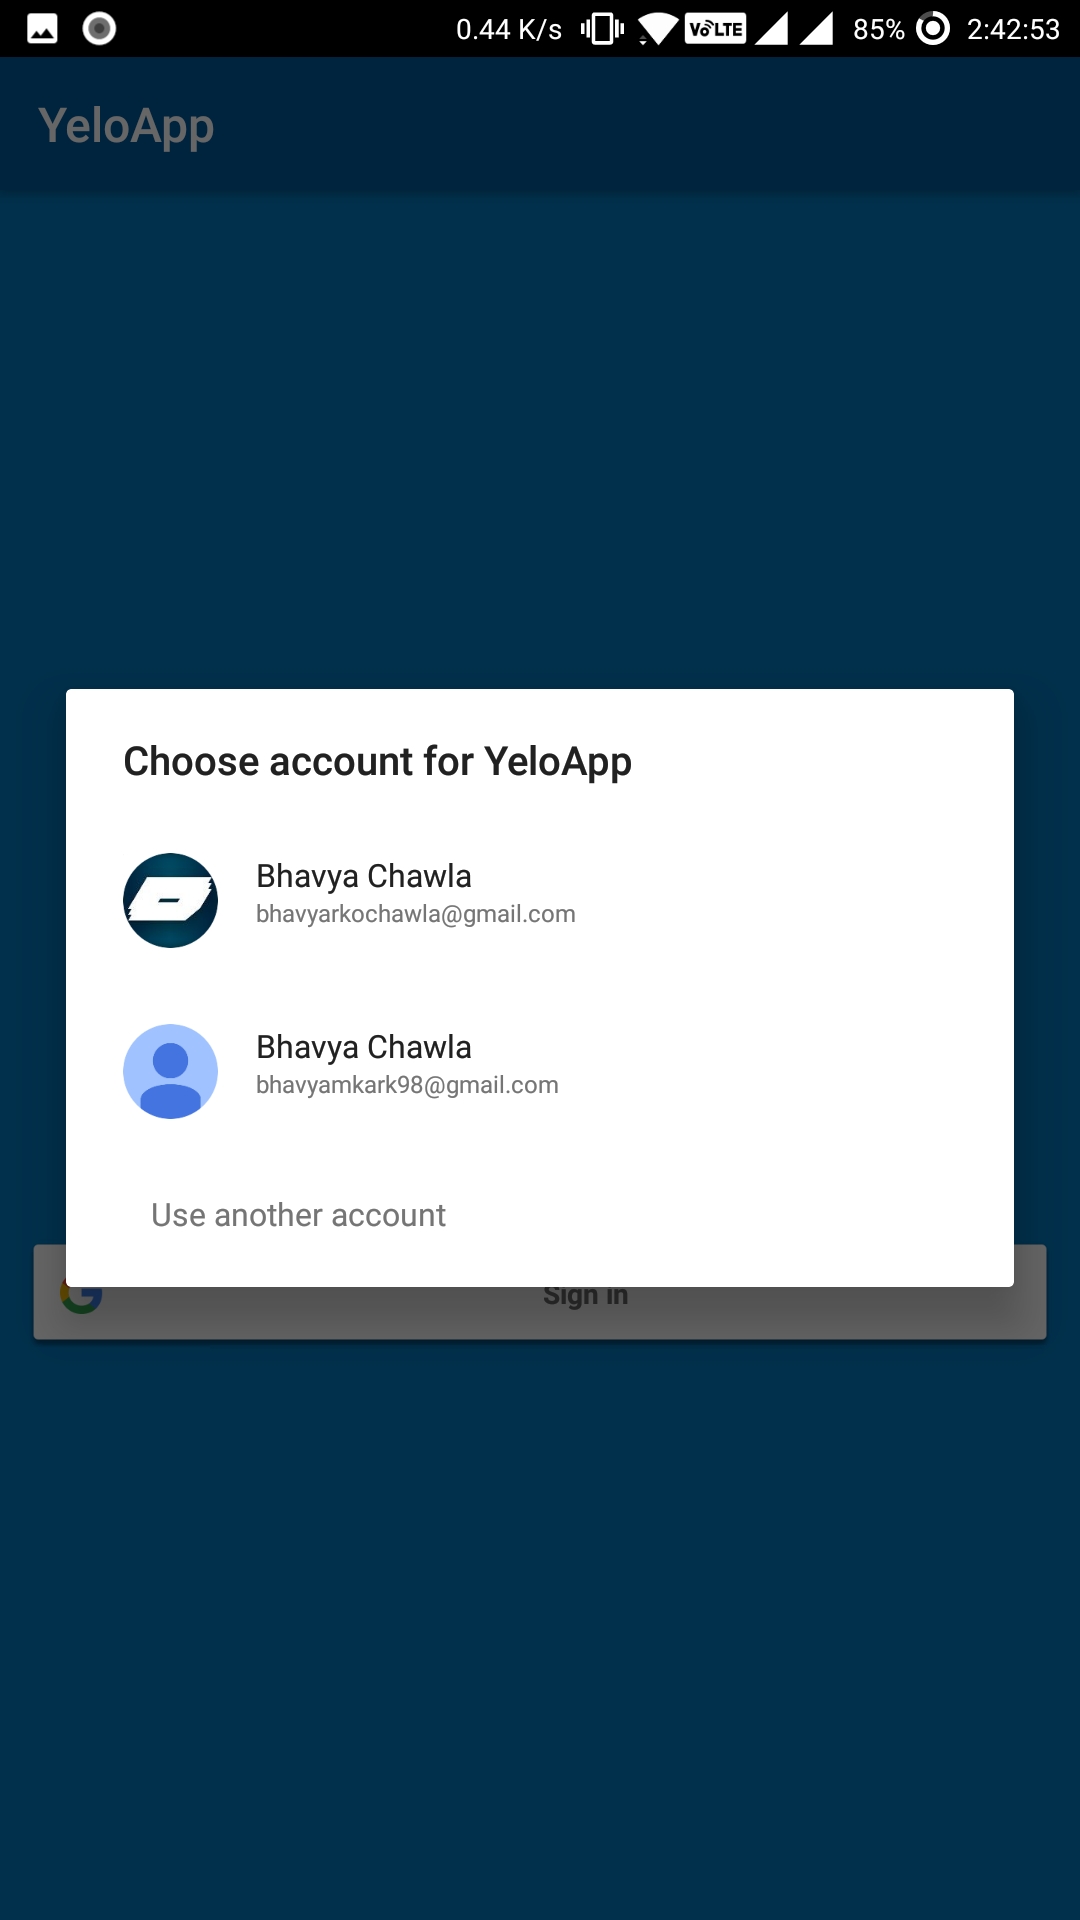 0.44 K/s VoLTE 85% 2:42:53
YeloApp
Choose account for YeloApp
Bhavya Chawla
bhavyarkochawla@gmail.com
Bhavya Chawla
bhavyamkark98@gmail.com
Use another account
Sign in